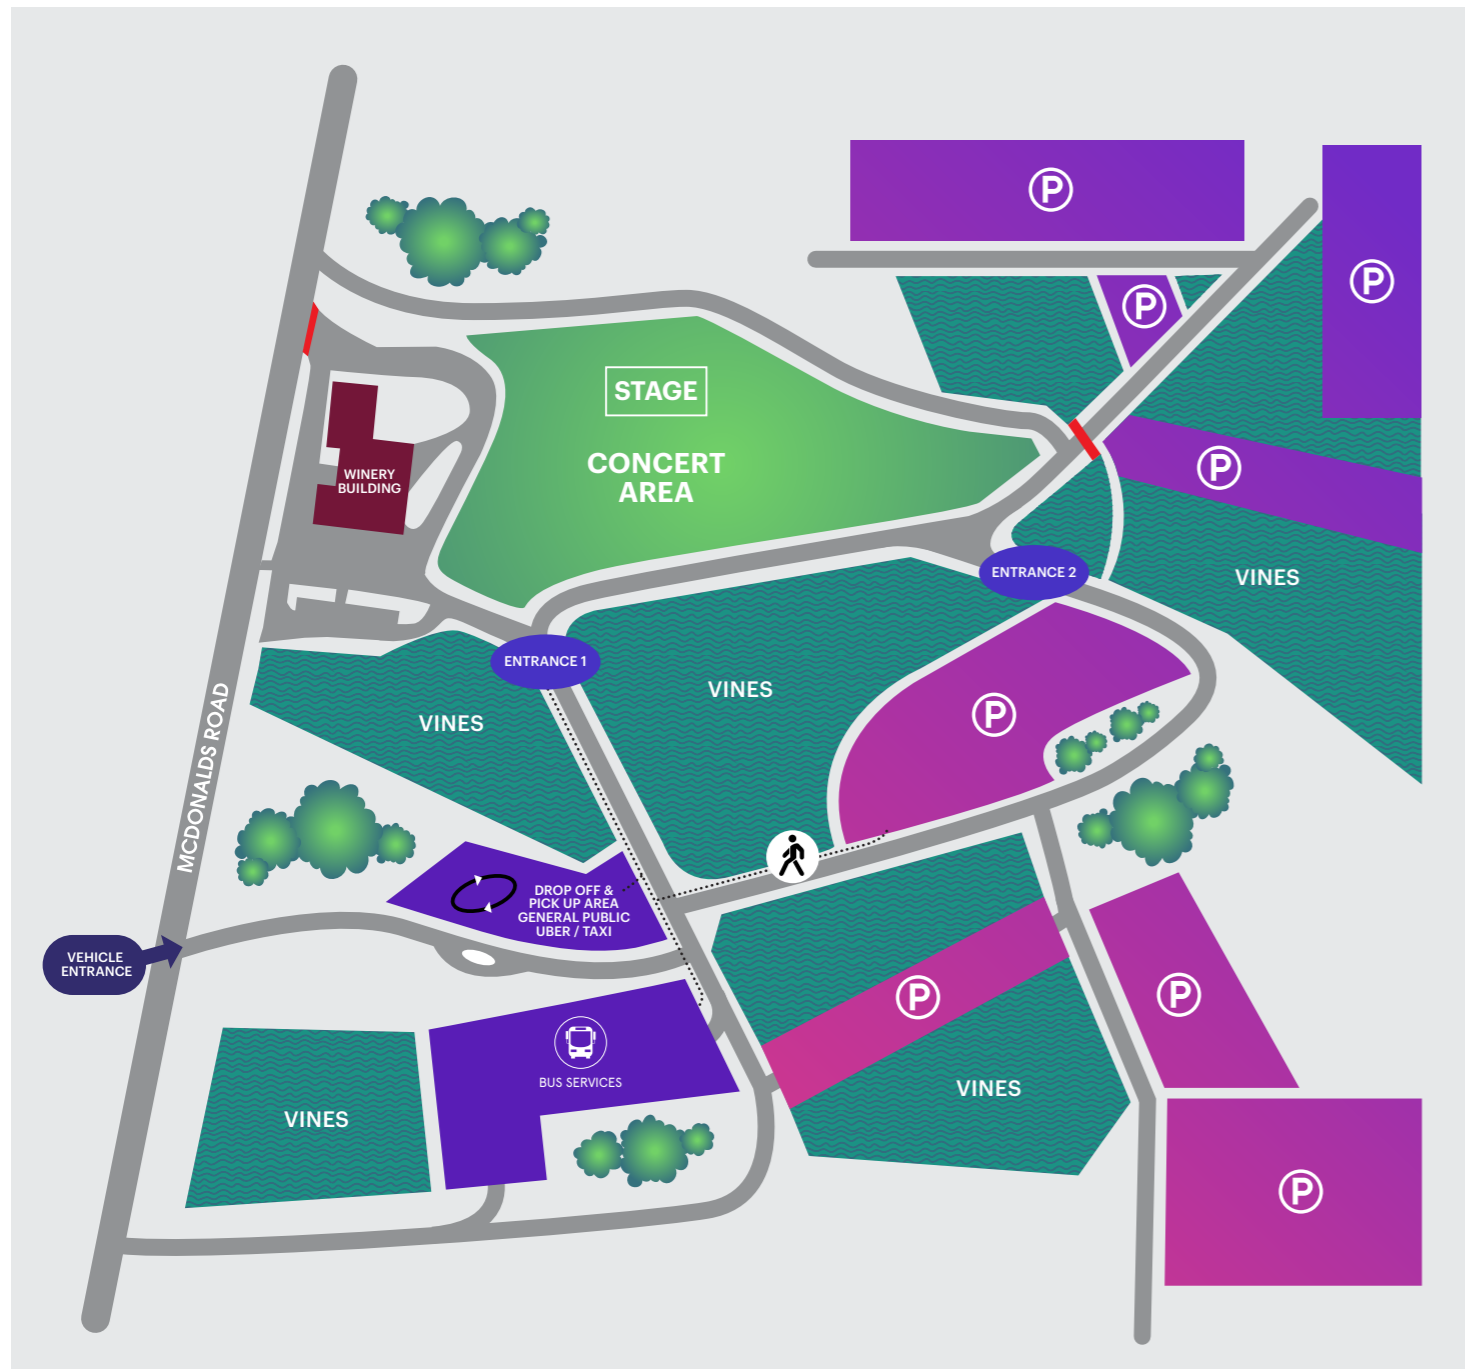 P
P
P
STAGE
CONCERT
AREA
P
WINERY
BUILDING
ENTRANCE 2
VINES
ENTRANCE 1
VINES
P
VINES
MCDONALDS ROAD
DROP OFF &
PICK UP AREA
GENERAL PUBLIC
UBER / TAXI
VEHICLE
ENTRANCE
P
P
BUS SERVICES
VINES
VINES
P